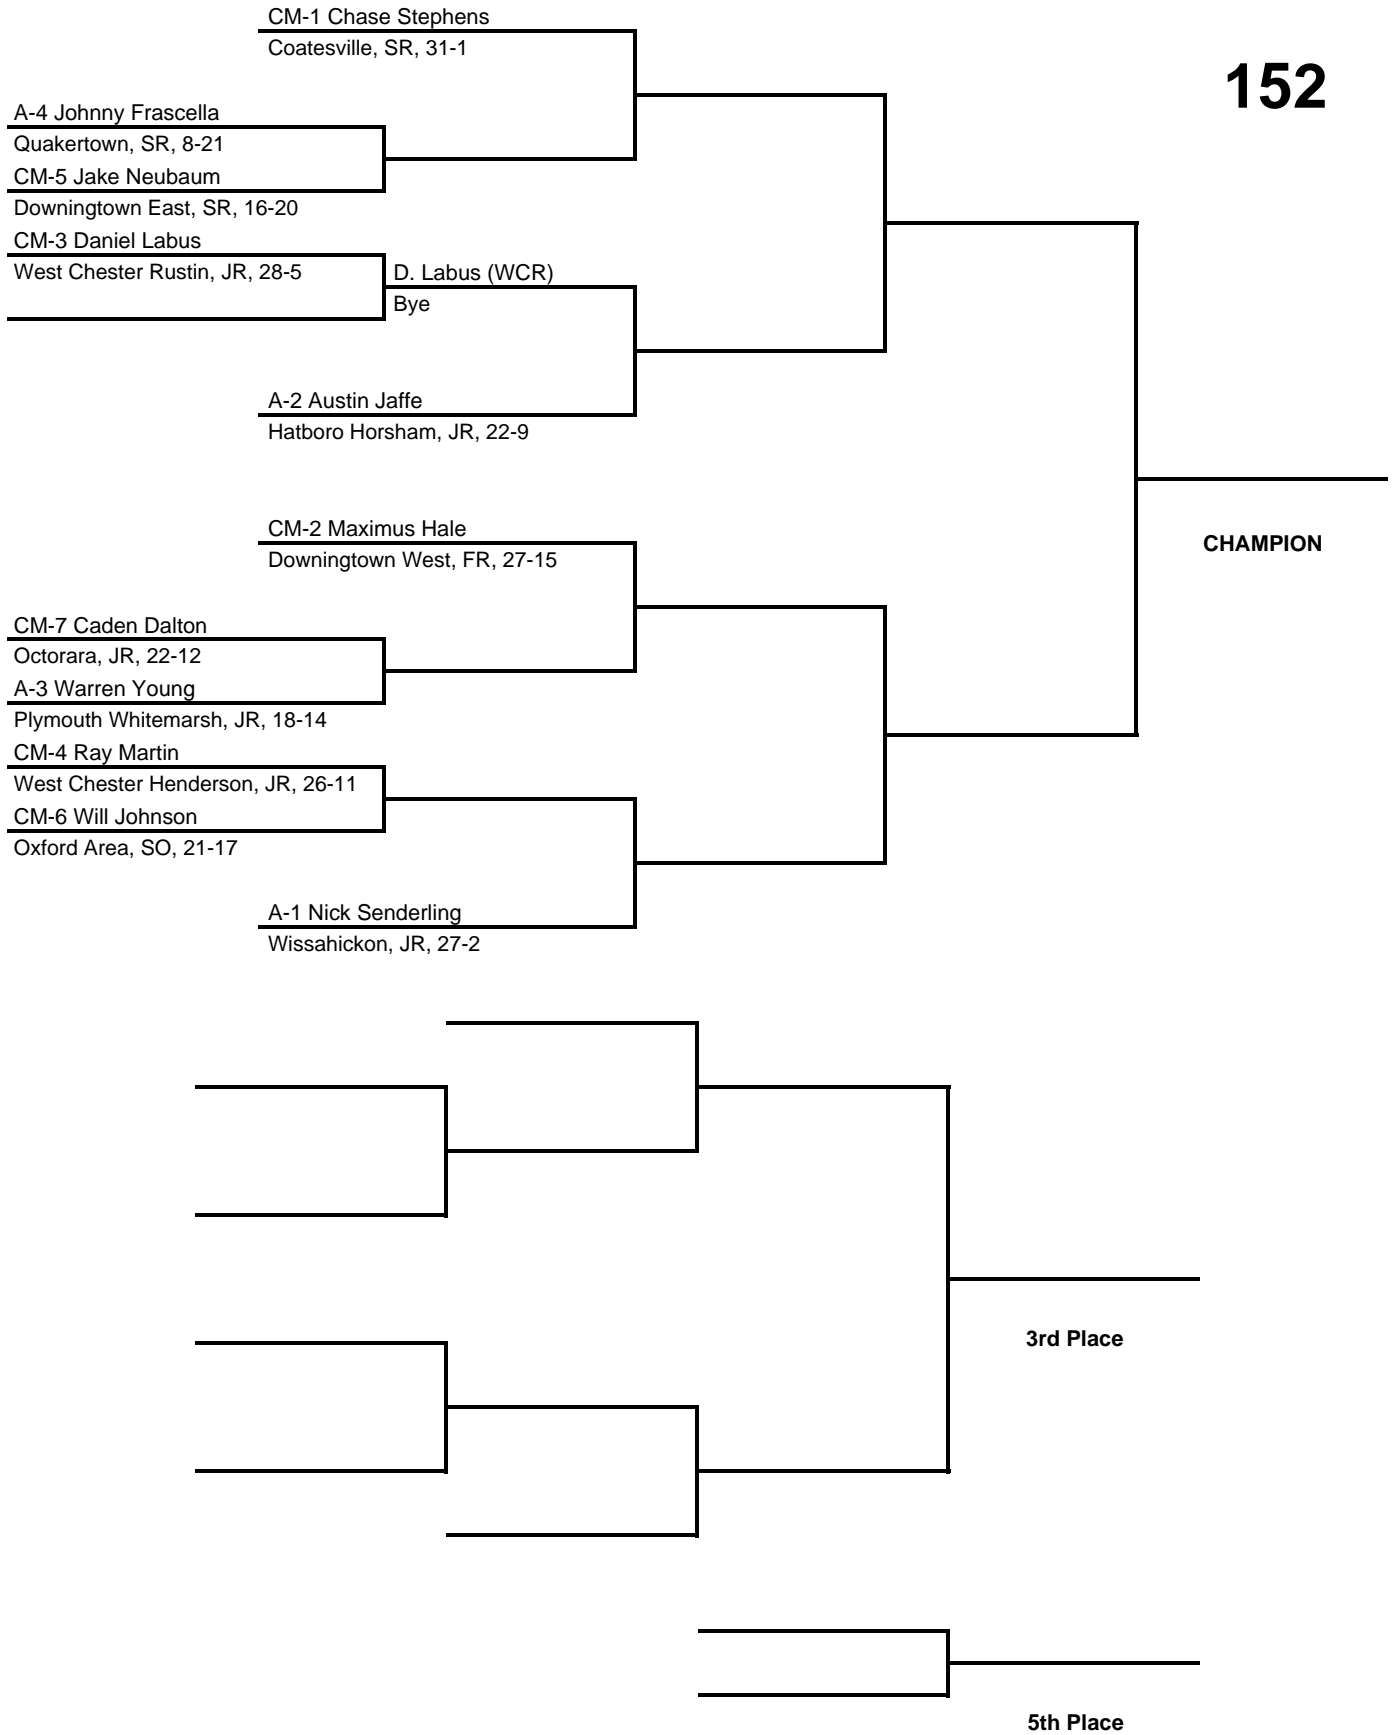 CM-1 Chase Stephens
Coatesville, SR, 31-1
152
A-4 Johnny Frascella
Quakertown, SR, 8-21
CM-5 Jake Neubaum
Downingtown East, SR, 16-20
CM-3 Daniel Labus
West Chester Rustin, JR, 28-5
D. Labus (WCR)
Bye
A-2 Austin Jaffe
Hatboro Horsham, JR, 22-9
CM-2 Maximus Hale
Downingtown West, FR, 27-15
CHAMPION
CM-7 Caden Dalton
Octorara, JR, 22-12
A-3 Warren Young
Plymouth Whitemarsh, JR, 18-14
CM-4 Ray Martin
West Chester Henderson, JR, 26-11
CM-6 Will Johnson
Oxford Area, SO, 21-17
A-1 Nick Senderling
Wissahickon, JR, 27-2
3rd Place
5th Place